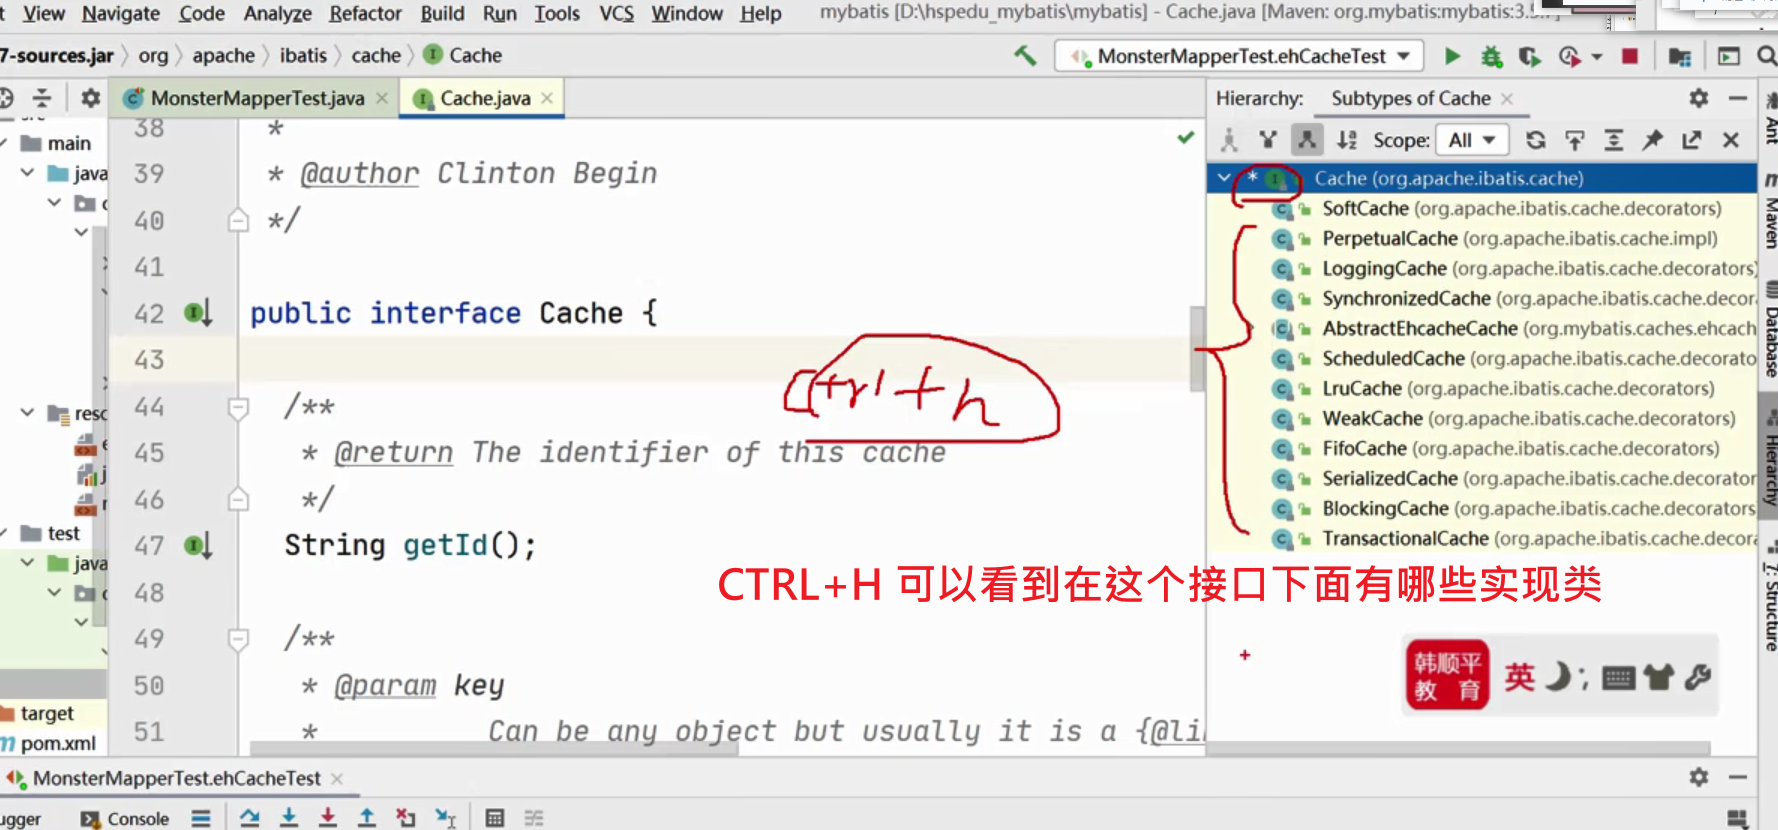 View Navigate Code Analyze Refactor Build Run Tools VCS Window Help mybatis [D:\hspedu_mybatis\mybatis] - Cache.java [Maven: org.mybatis:mybatis:3.5.7]
7-sources.jar org apache ibatis cache Cache MonsterMapperTest.ehCacheTest
MonsterMapperTest.java Cache.java
Hierarchy: Subtypes of Cache
Scope: All
main
java
resc
test
java
target
pom.xml
38 *
39 * @author Clinton Begin
40 */
41
42 public interface Cache {
43
44 /**
45 * @return The identifier of this cache
46 */
47 String getId();
48
49 /**
50 * @param key
51 * Can be any object but usually it is a {@li
ctrl+h
* Cache (org.apache.ibatis.cache)
SoftCache (org.apache.ibatis.cache.decorators)
PerpetualCache (org.apache.ibatis.cache.impl)
LoggingCache (org.apache.ibatis.cache.decorators)
SynchronizedCache (org.apache.ibatis.cache.decor
AbstractEhcacheCache (org.mybatis.caches.ehcach
ScheduledCache (org.apache.ibatis.cache.decorato
LruCache (org.apache.ibatis.cache.decorators)
WeakCache (org.apache.ibatis.cache.decorators)
FifoCache (org.apache.ibatis.cache.decorators)
SerializedCache (org.apache.ibatis.cache.decorator
BlockingCache (org.apache.ibatis.cache.decorators
TransactionalCache (org.apache.ibatis.cache.decora
CTRL+H 可以看到在这个接口下面有哪些实现类
韩顺平
教 育
英
Ant
Maven
Database
Hierarchy
7: Structure
MonsterMapperTest.ehCacheTest
ugger Console